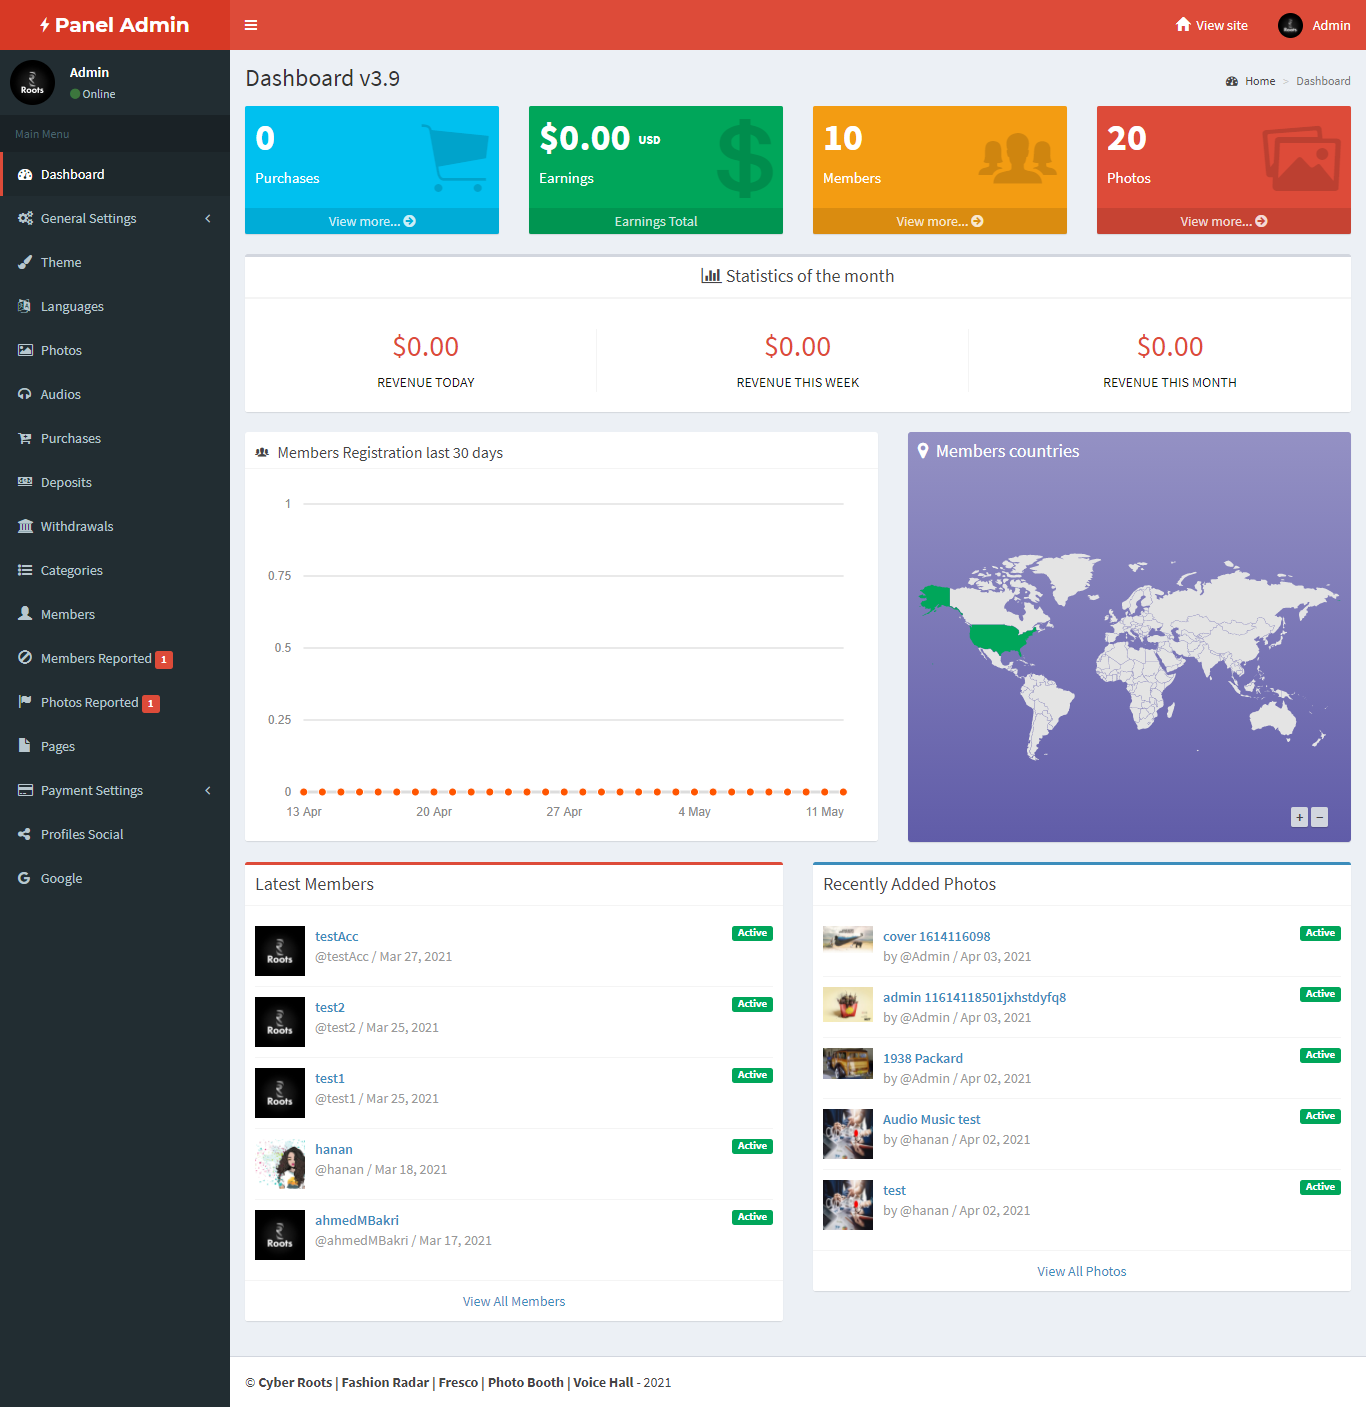 Panel Admin
View site
Admin
Admin
Online
Main Menu
Dashboard
General Settings
Theme
Languages
Photos
Audios
Purchases
Deposits
Withdrawals
Categories
Members
Members Reported 1
Photos Reported 1
Pages
Payment Settings
Profiles Social
Google
Dashboard v3.9
Home > Dashboard
0
Purchases
View more...
$0.00 USD
Earnings
Earnings Total
10
Members
View more...
20
Photos
View more...
Statistics of the month
$0.00
REVENUE TODAY
$0.00
REVENUE THIS WEEK
$0.00
REVENUE THIS MONTH
Members Registration last 30 days
1
0.75
0.5
0.25
0
13 Apr 20 Apr 27 Apr 4 May 11 May
Members countries
+ −
Latest Members
Roots
testAcc
Active
@testAcc / Mar 27, 2021
Roots
test2
Active
@test2 / Mar 25, 2021
Roots
test1
Active
@test1 / Mar 25, 2021
hanan
Active
@hanan / Mar 18, 2021
Roots
ahmedMBakri
Active
@ahmedMBakri / Mar 17, 2021
View All Members
Recently Added Photos
cover 1614116098
Active
by @Admin / Apr 03, 2021
admin 11614118501jxhstdyfq8
Active
by @Admin / Apr 03, 2021
1938 Packard
Active
by @Admin / Apr 02, 2021
Audio Music test
Active
by @hanan / Apr 02, 2021
test
Active
by @hanan / Apr 02, 2021
View All Photos
© Cyber Roots | Fashion Radar | Fresco | Photo Booth | Voice Hall - 2021